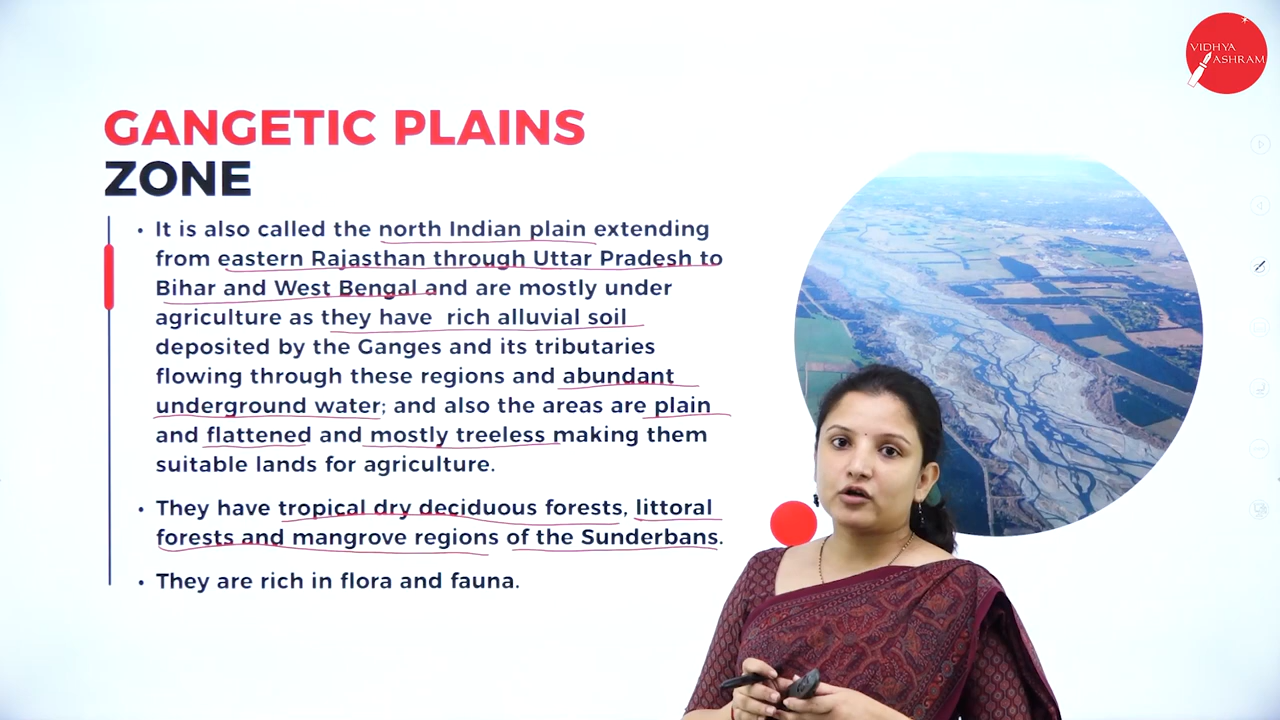 VIDHYA
ASHRAM
GANGETIC PLAINS
ZONE
• It is also called the north Indian plain extending
from eastern Rajasthan through Uttar Pradesh to
Bihar and West Bengal and are mostly under
agriculture as they have rich alluvial soil
deposited by the Ganges and its tributaries
flowing through these regions and abundant
underground water; and also the areas are plain
and flattened and mostly treeless making them
suitable lands for agriculture.
• They have tropical dry deciduous forests, littoral
forests and mangrove regions of the Sunderbans.
• They are rich in flora and fauna.